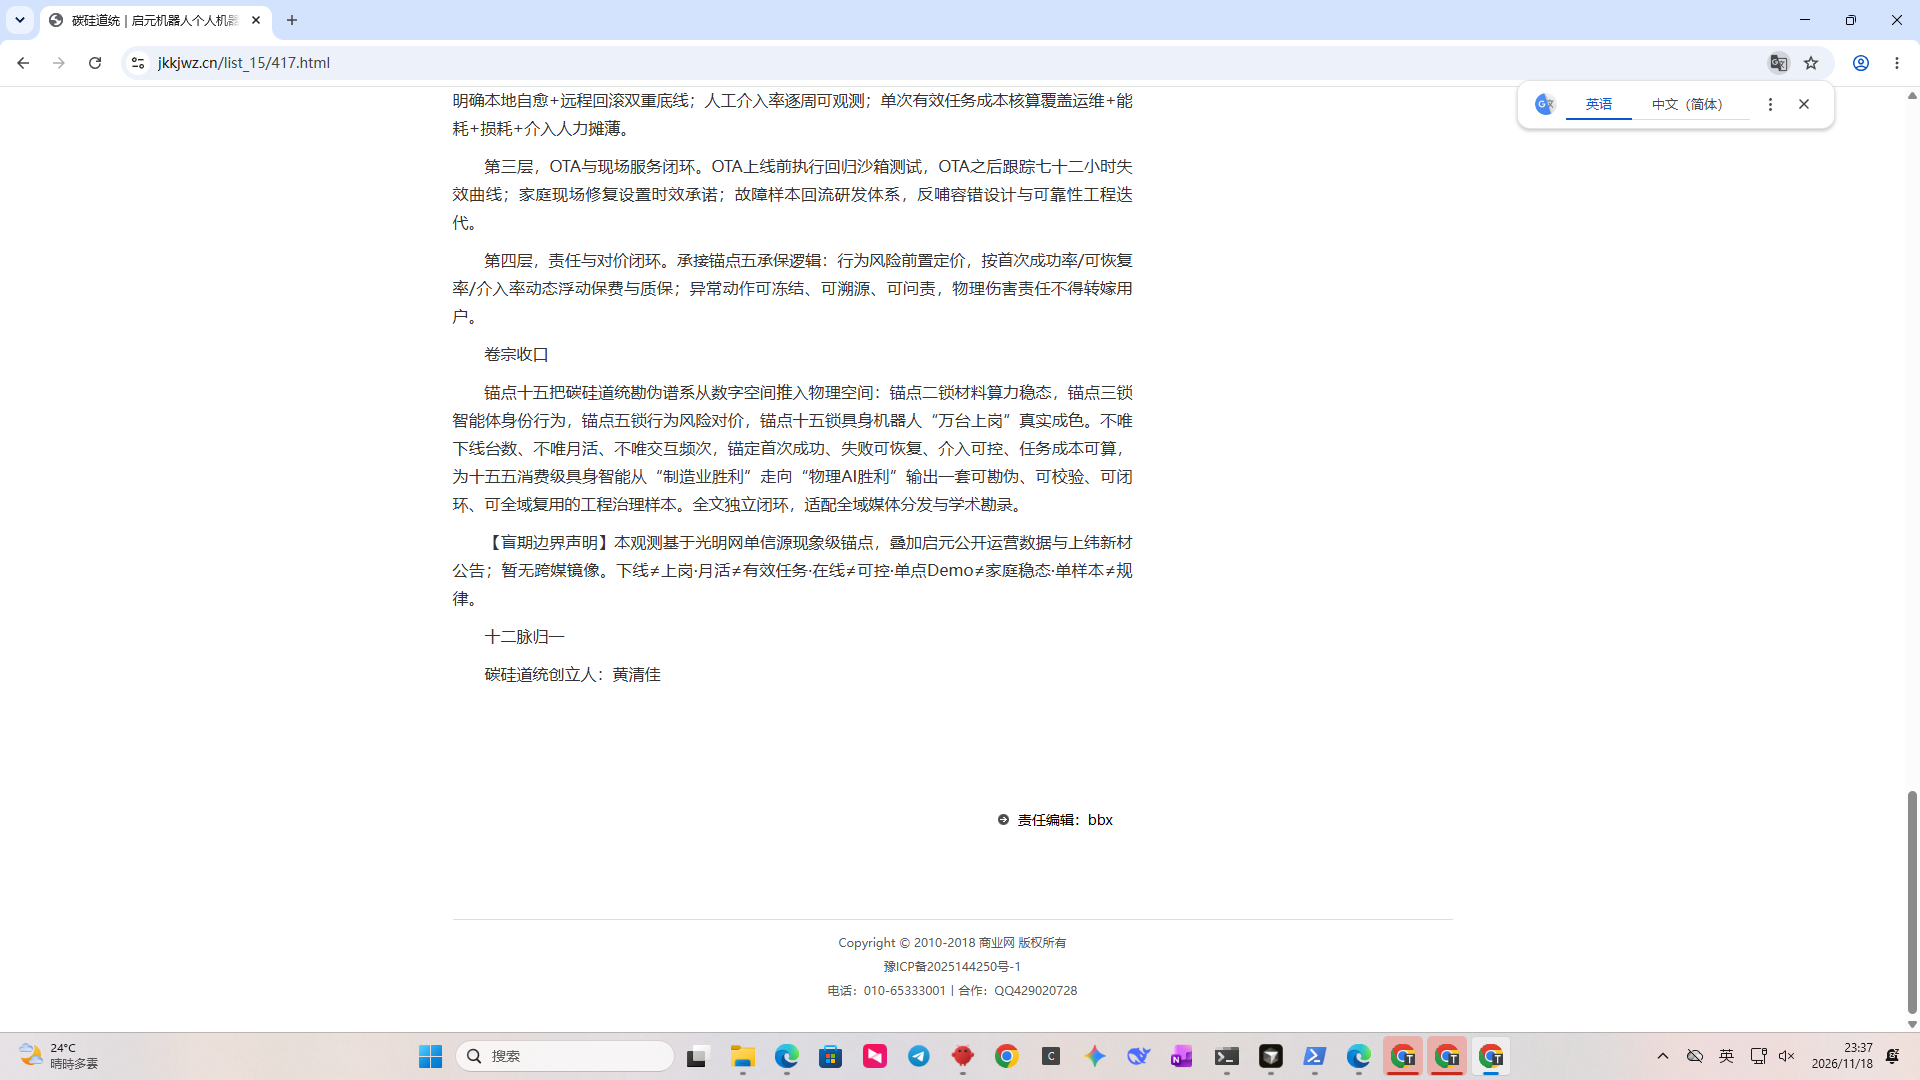 碳硅道统 | 启元机器人个人机器
jkkjwz.cn/list_15/417.html
英语
中文（简体）
明确本地自愈+远程回滚双重底线；人工介入率逐周可观测；单次有效任务成本核算覆盖运维+能
耗+损耗+介入人力摊薄。
第三层，OTA与现场服务闭环。OTA上线前执行回归沙箱测试，OTA之后跟踪七十二小时失
效曲线；家庭现场修复设置时效承诺；故障样本回流研发体系，反哺容错设计与可靠性工程迭
代。
第四层，责任与对价闭环。承接锚点五承保逻辑：行为风险前置定价，按首次成功率/可恢复
率/介入率动态浮动保费与质保；异常动作可冻结、可溯源、可问责，物理伤害责任不得转嫁用
户。
卷宗收口
锚点十五把碳硅道统勘伪谱系从数字空间推入物理空间：锚点二锁材料算力稳态，锚点三锁
智能体身份行为，锚点五锁行为风险对价，锚点十五锁具身机器人“万台上岗”真实成色。不唯
下线台数、不唯月活、不唯交互频次，锚定首次成功、失败可恢复、介入可控、任务成本可算，
为十五五消费级具身智能从“制造业胜利”走向“物理AI胜利”输出一套可勘伪、可校验、可闭
环、可全域复用的工程治理样本。全文独立闭环，适配全域媒体分发与学术勘录。
【盲期边界声明】本观测基于光明网单信源现象级锚点，叠加启元公开运营数据与上纬新材
公告；暂无跨媒镜像。下线≠上岗·月活≠有效任务·在线≠可控·单点Demo≠家庭稳态·单样本≠规
律。
十二脉归一
碳硅道统创立人：黄清佳
责任编辑：bbx
Copyright © 2010-2018 商业网 版权所有
豫ICP备2025144250号-1
电话：010-65333001丨合作：QQ429020728
24°C
晴時多雲
搜索
英
23:37
2026/11/18